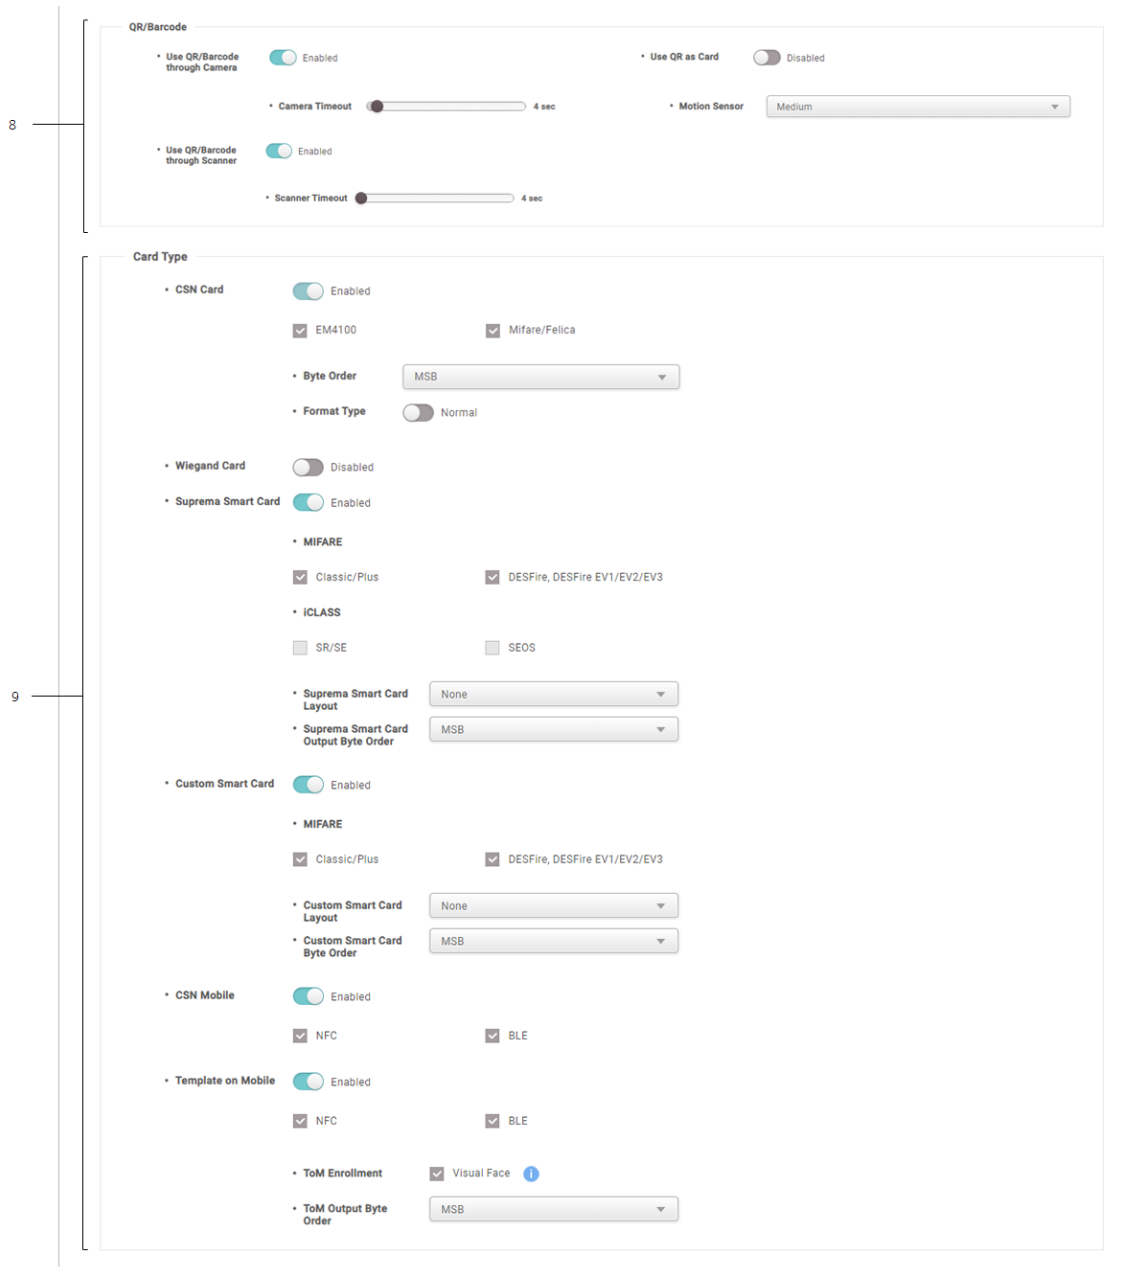 QR/Barcode
• Use QR/Barcode through Camera
Enabled
• Use QR as Card
Disabled
• Camera Timeout
4 sec
• Motion Sensor
Medium
8
• Use QR/Barcode through Scanner
Enabled
• Scanner Timeout
4 sec
Card Type
• CSN Card
Enabled
EM4100
Mifare/Felica
• Byte Order
MSB
• Format Type
Normal
• Wiegand Card
Disabled
• Suprema Smart Card
Enabled
• MIFARE
Classic/Plus
DESFire, DESFire EV1/EV2/EV3
• iCLASS
SR/SE
SEOS
9
• Suprema Smart Card Layout
None
• Suprema Smart Card Output Byte Order
MSB
• Custom Smart Card
Enabled
• MIFARE
Classic/Plus
DESFire, DESFire EV1/EV2/EV3
• Custom Smart Card Layout
None
• Custom Smart Card Byte Order
MSB
• CSN Mobile
Enabled
NFC
BLE
• Template on Mobile
Enabled
NFC
BLE
• ToM Enrollment
Visual Face
i
• ToM Output Byte Order
MSB